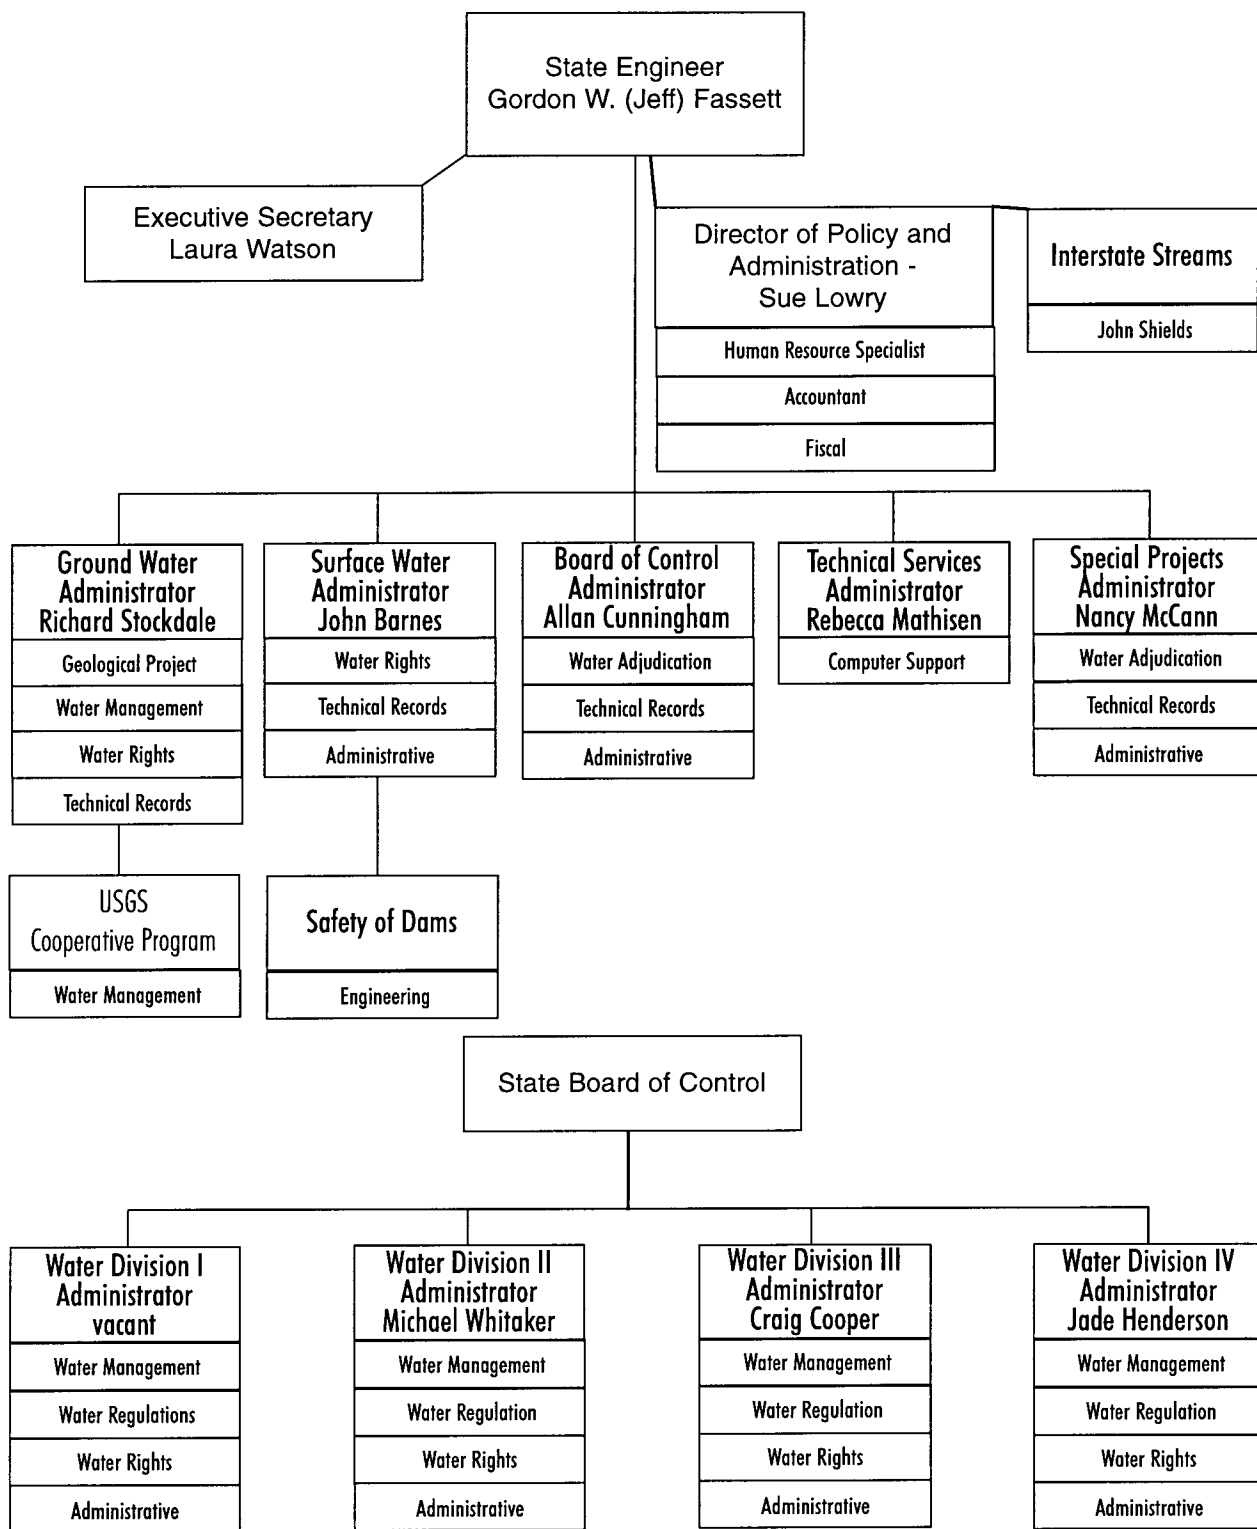 State Engineer
Gordon W. (Jeff) Fassett
Executive Secretary
Laura Watson
Director of Policy and
Administration -
Sue Lowry
Human Resource Specialist
Accountant
Fiscal
Interstate Streams
John Shields
Ground Water
Administrator
Richard Stockdale
Geological Project
Water Management
Water Rights
Technical Records
USGS
Cooperative Program
Water Management
Surface Water
Administrator
John Barnes
Water Rights
Technical Records
Administrative
Safety of Dams
Engineering
Board of Control
Administrator
Allan Cunningham
Water Adjudication
Technical Records
Administrative
Technical Services
Administrator
Rebecca Mathisen
Computer Support
Special Projects
Administrator
Nancy McCann
Water Adjudication
Technical Records
Administrative
State Board of Control
Water Division I
Administrator
vacant
Water Management
Water Regulations
Water Rights
Administrative
Water Division II
Administrator
Michael Whitaker
Water Management
Water Regulation
Water Rights
Administrative
Water Division III
Administrator
Craig Cooper
Water Management
Water Regulation
Water Rights
Administrative
Water Division IV
Administrator
Jade Henderson
Water Management
Water Regulation
Water Rights
Administrative